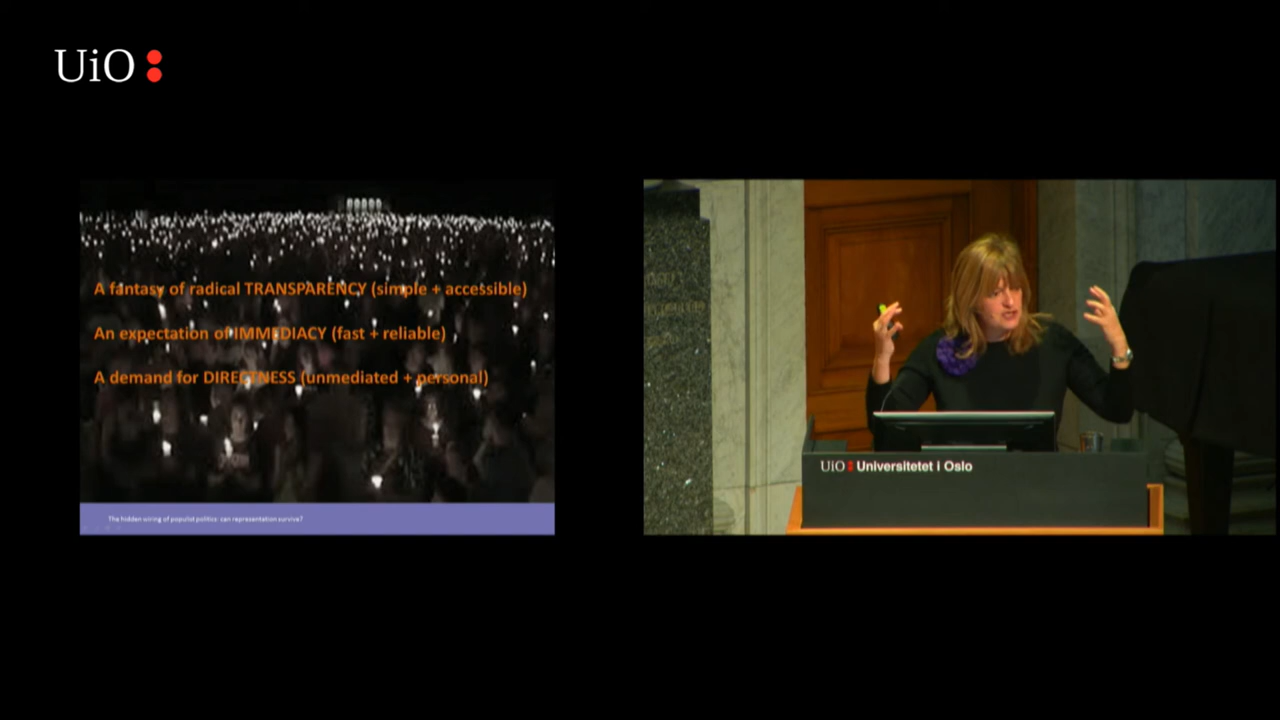 UiO:
A fantasy of radical TRANSPARENCY (simple + accessible)
An expectation of IMMEDIACY (fast + reliable)
A demand for DIRECTNESS (unmediated + personal)
The hidden wiring of populist politics: can representation survive?
UiO: Universitetet i Oslo